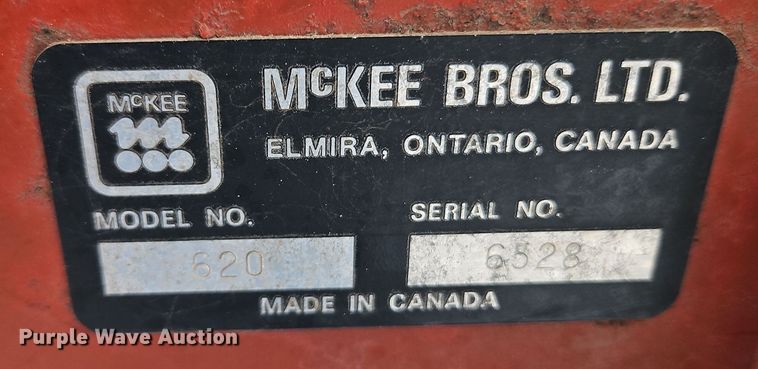 McKEE
McKEE BROS. LTD.
ELMIRA, ONTARIO, CANADA
MODEL NO. SERIAL NO.
620 6528
MADE IN CANADA
Purple Wave Auction